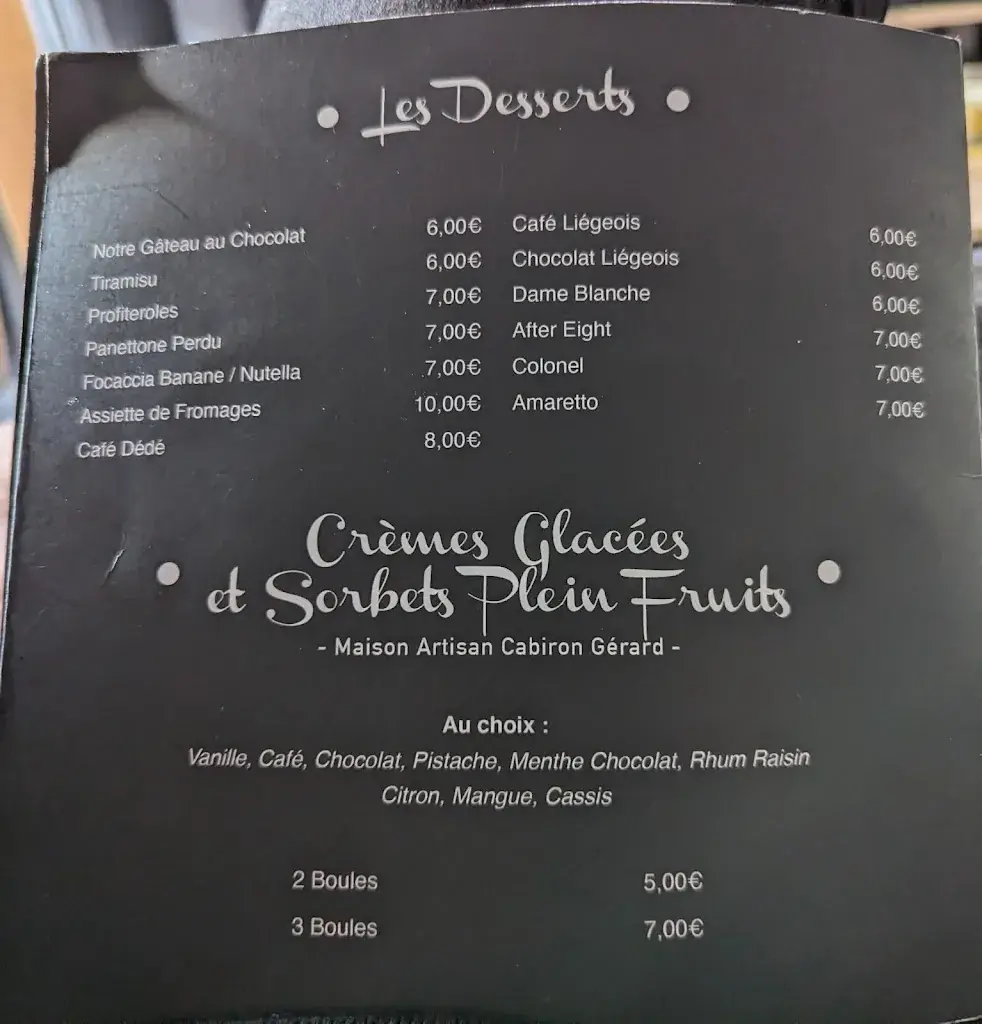 Les Desserts
Notre Gâteau au Chocolat 6,00€
Tiramisu 6,00€
Profiteroles 7,00€
Panettone Perdu 7,00€
Focaccia Banane / Nutella 7,00€
Assiette de Fromages 10,00€
Café Dédé 8,00€
Café Liégeois 6,00€
Chocolat Liégeois 6,00€
Dame Blanche 6,00€
After Eight 7,00€
Colonel 7,00€
Amaretto 7,00€
Crèmes Glacées
et Sorbets Plein Fruits
- Maison Artisan Cabiron Gérard -
Au choix :
Vanille, Café, Chocolat, Pistache, Menthe Chocolat, Rhum Raisin
Citron, Mangue, Cassis
2 Boules 5,00€
3 Boules 7,00€